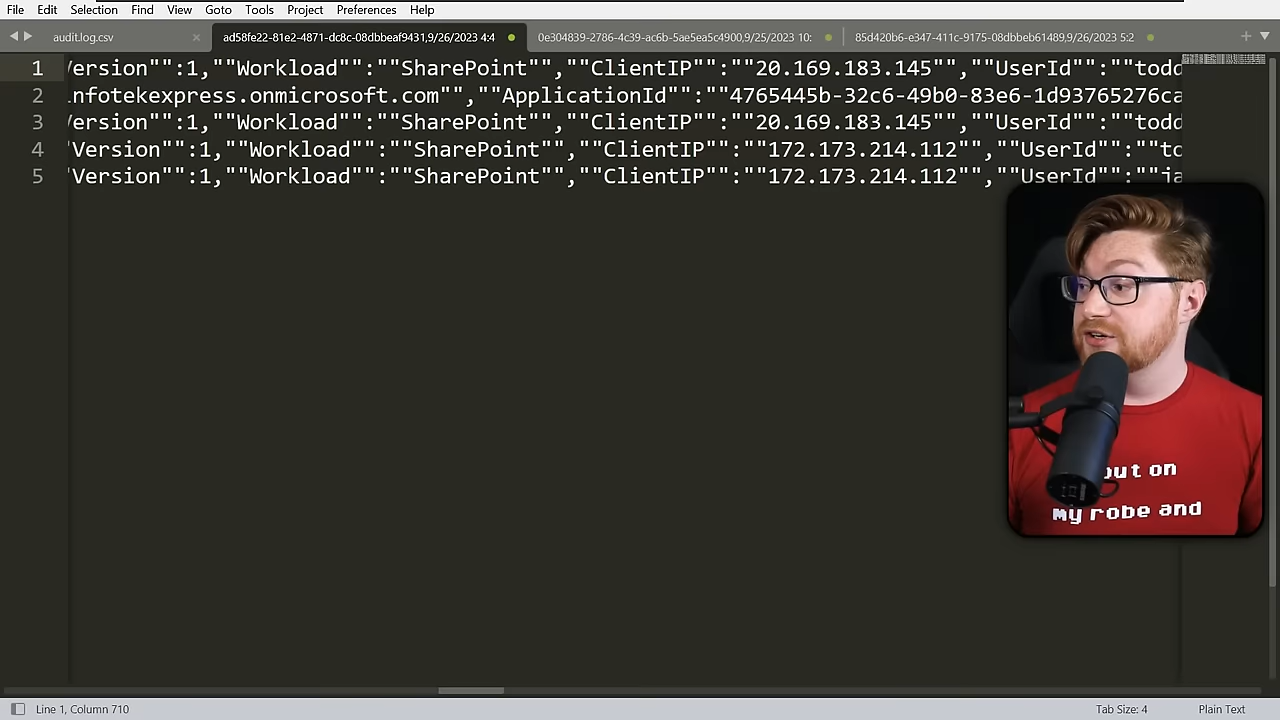 File Edit Selection View Find Goto Tools Project Preferences Help
audit.log.csv ad58fe22-81e2-4871-dc8c-08dbbeaf9431,9/26/2023 4:4 0e304839-2786-4c39-ac6b-5ae5ea5c4900,9/25/2023 10: 85d420b6-e347-411c-9175-08dbbeb61489,9/26/2023 5:2
1 Version"":1,""Workload"":""SharePoint"",""ClientIP"":""20.169.183.145"",""UserId"":""todd
2 nfotekexpress.onmicrosoft.com"",""ApplicationId"":""4765445b-32c6-49b0-83e6-1d93765276ca
3 Version"":1,""Workload"":""SharePoint"",""ClientIP"":""20.169.183.145"",""UserId"":""todd
4 "Version"":1,""Workload"":""SharePoint"",""ClientIP"":""172.173.214.112"",""UserId"":""to
5 "Version"":1,""Workload"":""SharePoint"",""ClientIP"":""172.173.214.112"",""UserId"":""ja
on
my robe and
Line 1, Column 710 Tab Size: 4 Plain Text